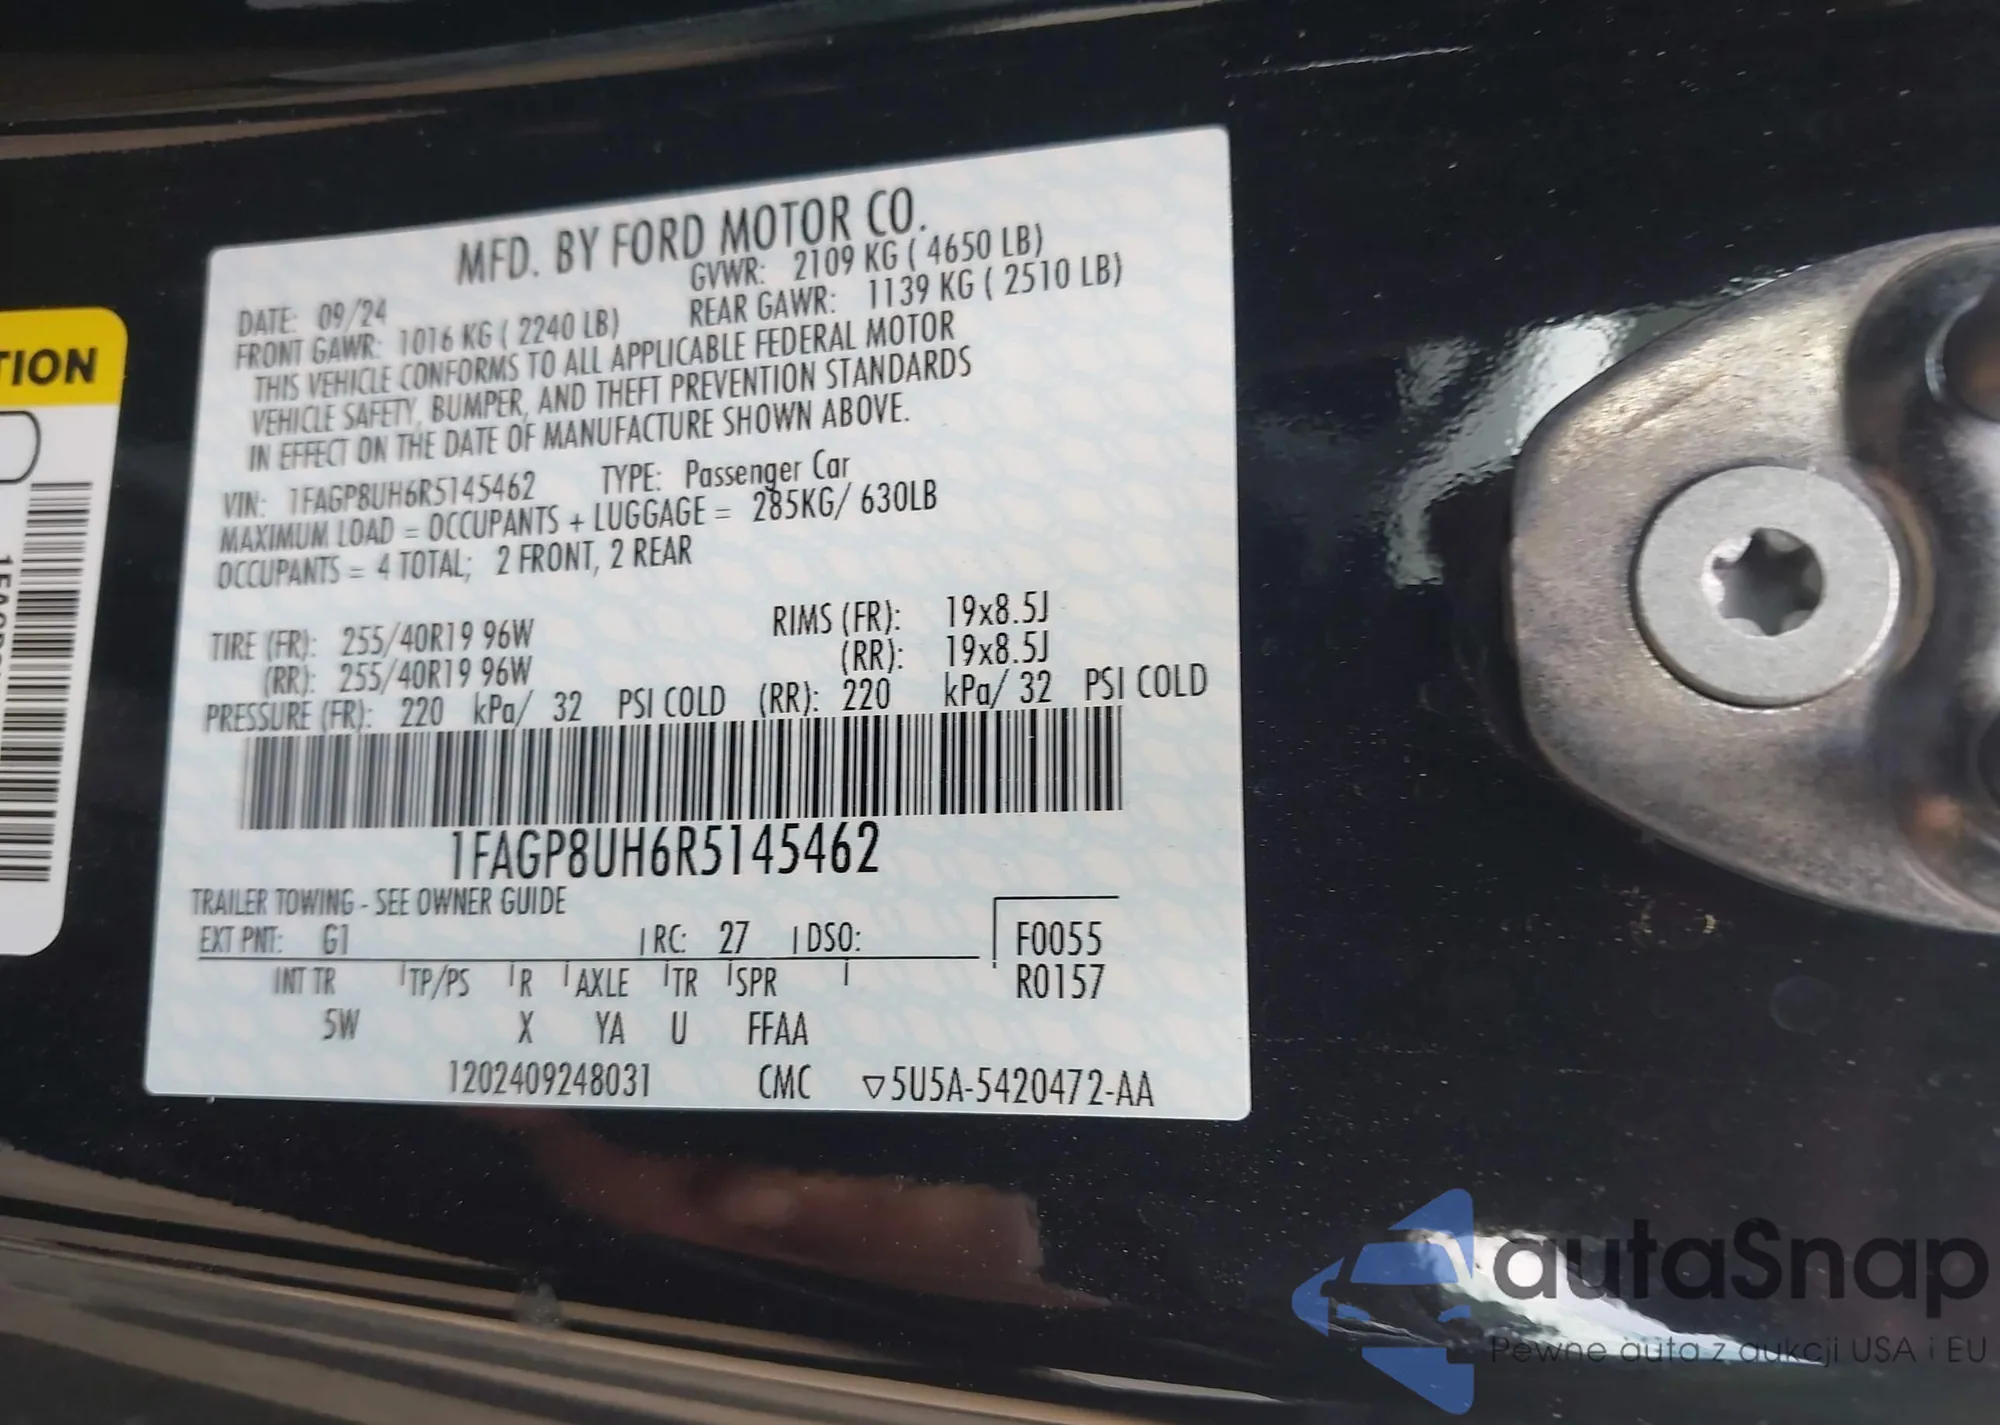 MFD. BY FORD MOTOR CO.
DATE: 09/24 GVWR: 2109 KG ( 4650 LB)
FRONT GAWR: 1016 KG ( 2240 LB) REAR GAWR: 1139 KG ( 2510 LB)
THIS VEHICLE CONFORMS TO ALL APPLICABLE FEDERAL MOTOR
VEHICLE SAFETY, BUMPER, AND THEFT PREVENTION STANDARDS
IN EFFECT ON THE DATE OF MANUFACTURE SHOWN ABOVE.
VIN: 1FAGP8UH6R5145462 TYPE: Passenger Car
MAXIMUM LOAD = OCCUPANTS + LUGGAGE = 285KG/ 630LB
OCCUPANTS = 4 TOTAL; 2 FRONT, 2 REAR
TIRE (FR): 255/40R19 96W RIMS (FR): 19x8.5J
(RR): 255/40R19 96W (RR): 19x8.5J
PRESSURE (FR): 220 kPa/ 32 PSI COLD (RR): 220 kPa/ 32 PSI COLD
1FAGP8UH6R5145462
TRAILER TOWING - SEE OWNER GUIDE
EXT PNT: G1 RC: 27 DSO: F0055
INT TR TP/PS R AXLE TR SPR R0157
5W X YA U FFAA
1202409248031 CMC ▽5U5A-5420472-AA
TION
autaSnap
Pewne auta z aukcji USA i EU